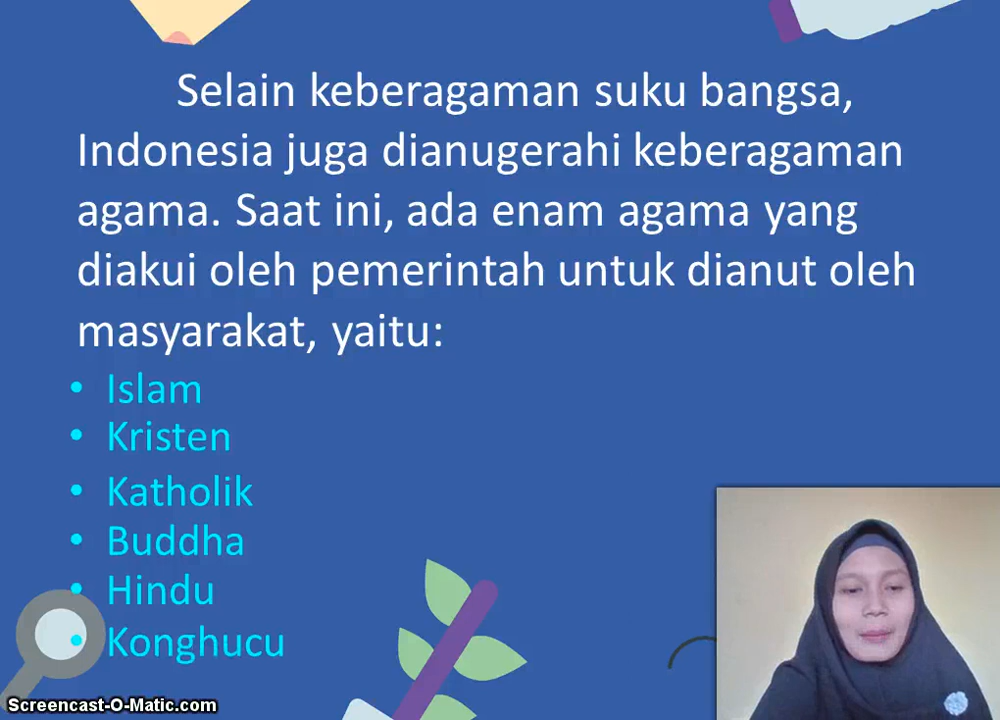 Selain keberagaman suku bangsa,
Indonesia juga dianugerahi keberagaman
agama. Saat ini, ada enam agama yang
diakui oleh pemerintah untuk dianut oleh
masyarakat, yaitu:
• Islam
• Kristen
• Katholik
• Buddha
• Hindu
• Konghucu
Screencast-O-Matic.com